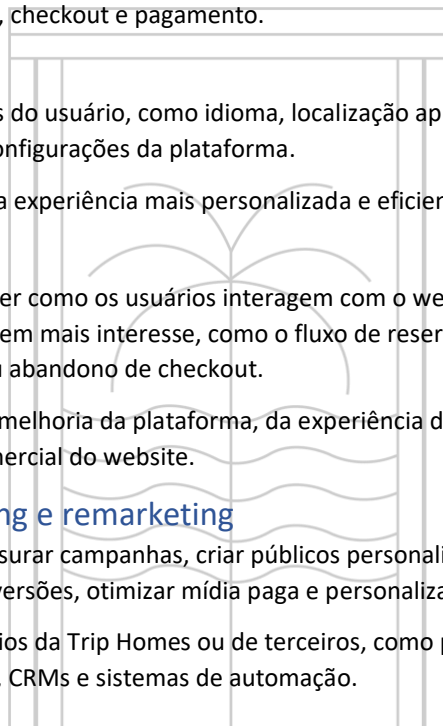 , checkout e pagamento.
s do usuário, como idioma, localização ap
onfigurações da plataforma.
a experiência mais personalizada e eficien
er como os usuários interagem com o we
em mais interesse, como o fluxo de reser
u abandono de checkout.
melhoria da plataforma, da experiência d
ercial do website.
ng e remarketing
surar campanhas, criar públicos personali
versões, otimizar mídia paga e personaliza
ios da Trip Homes ou de terceiros, como p
, CRMs e sistemas de automação.